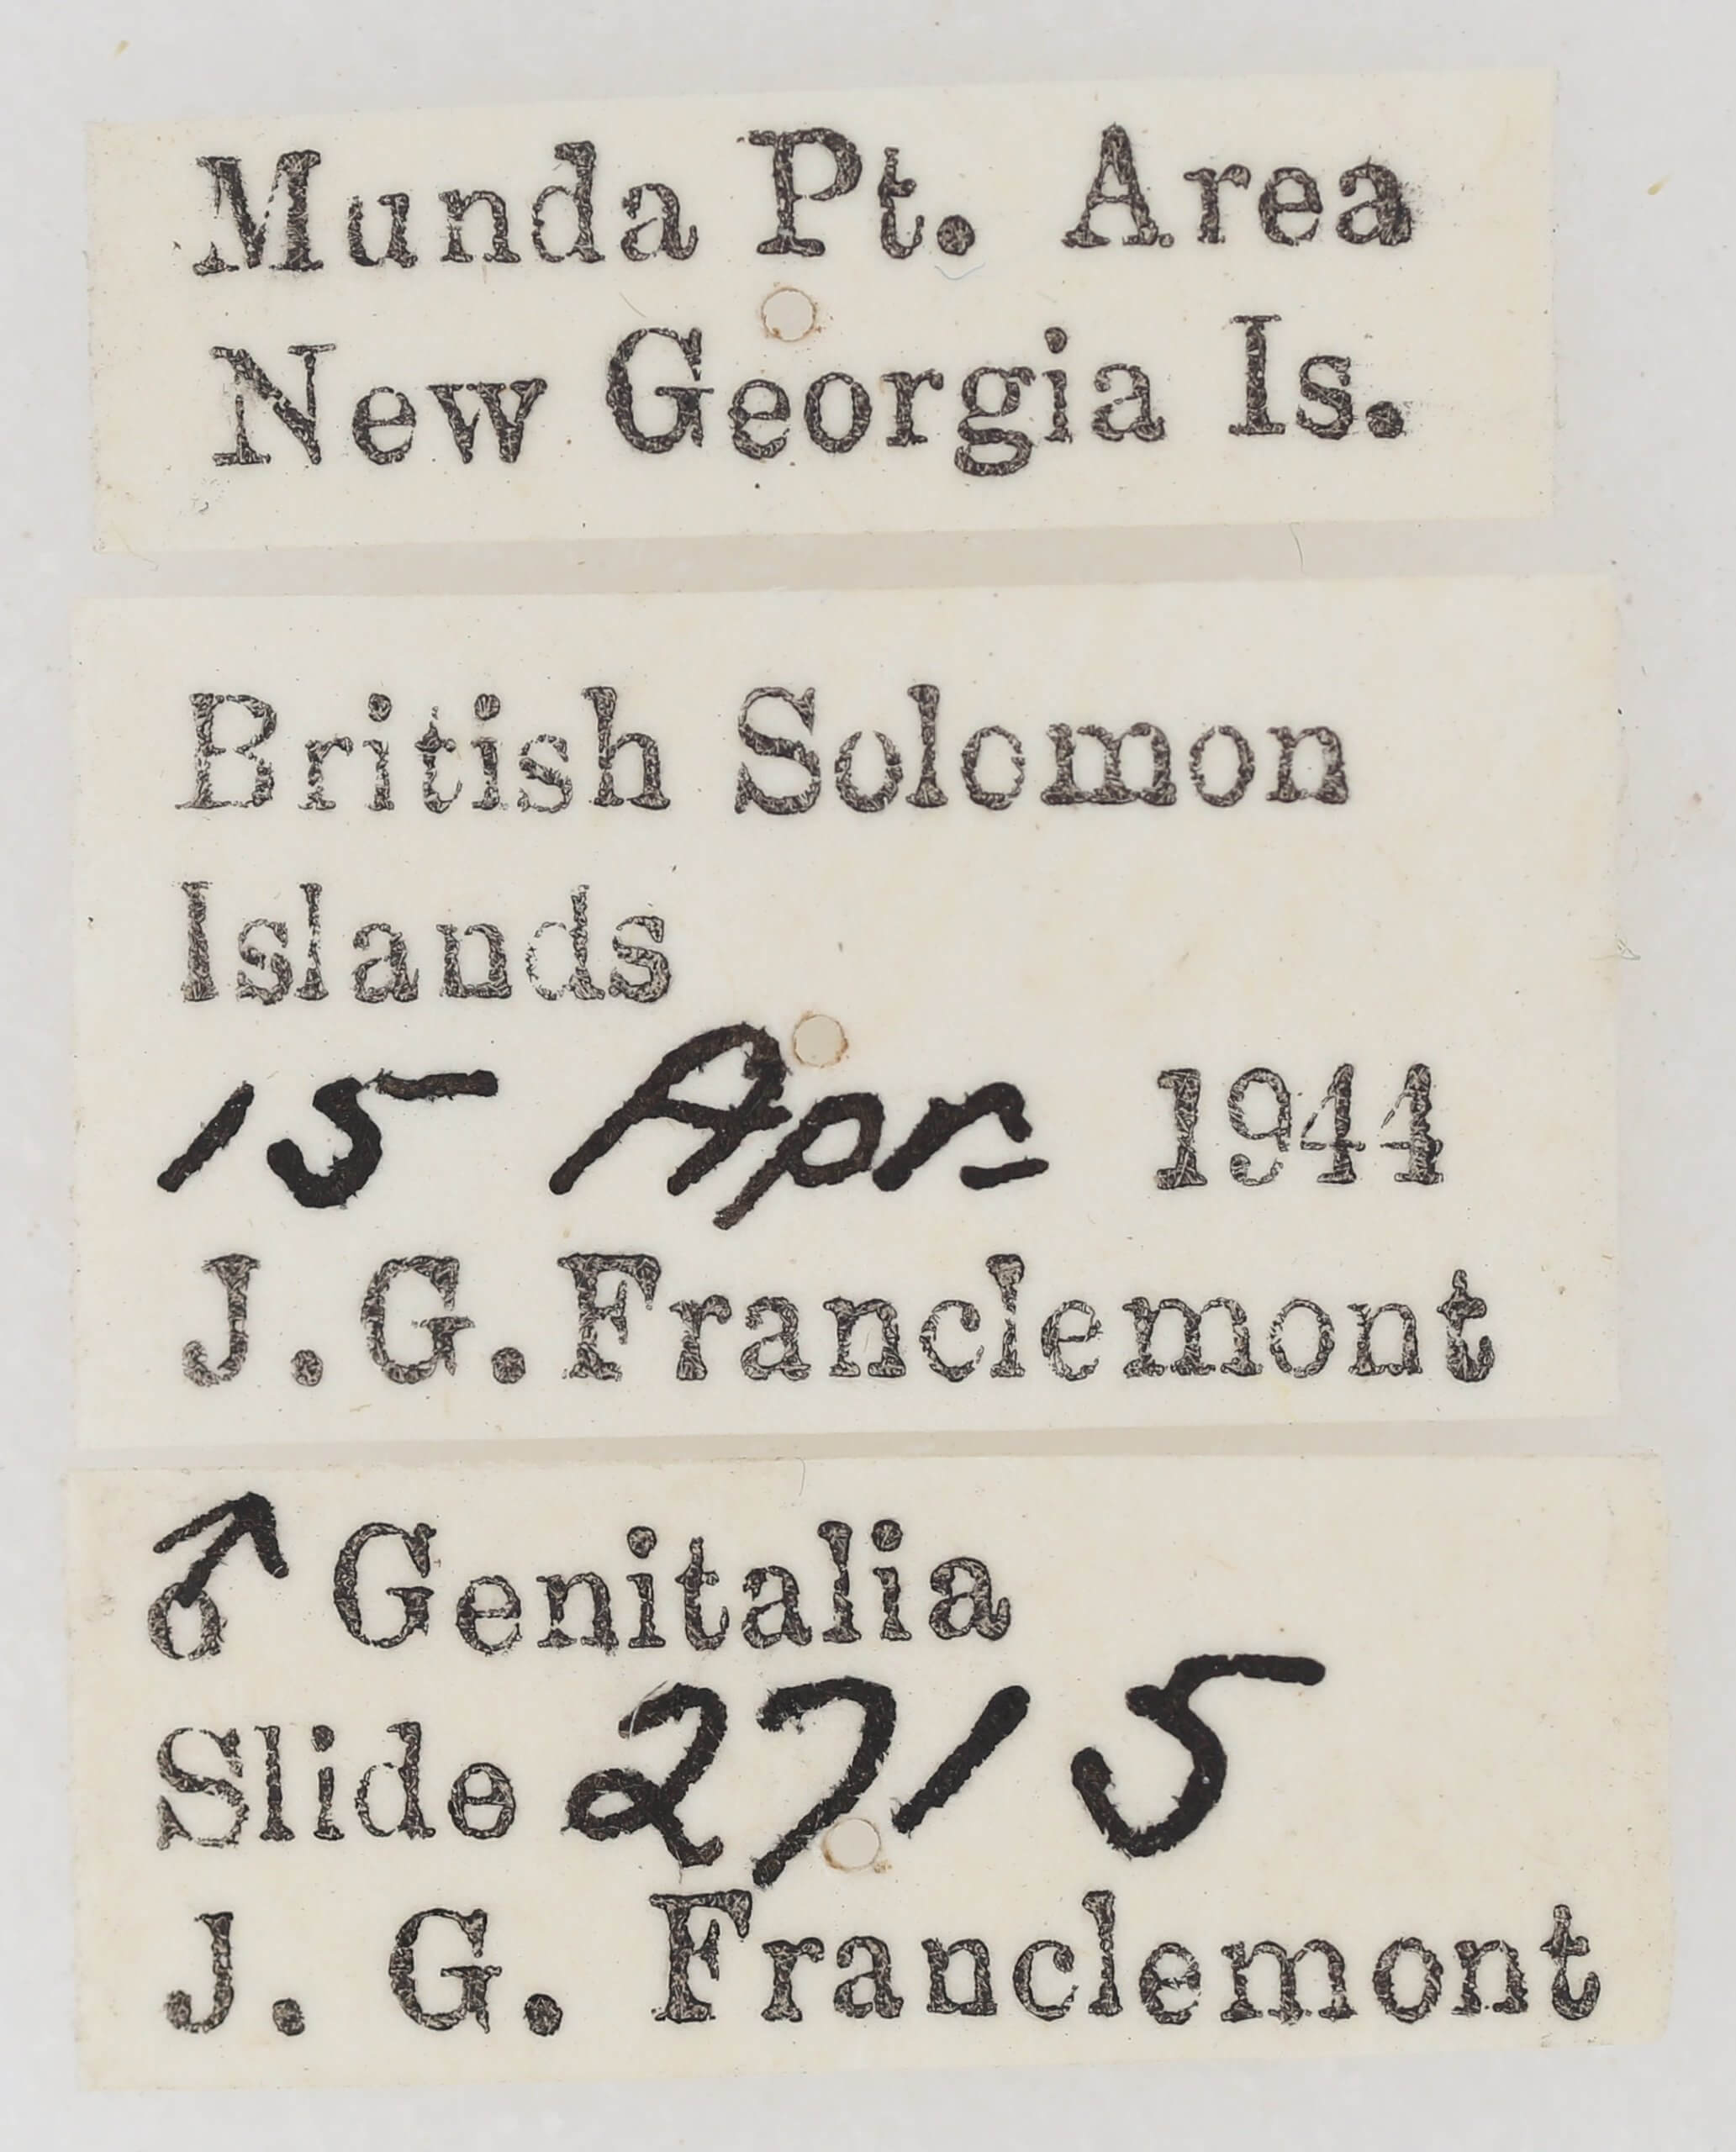 Munda Pt. Area
New Georgia Is.
British Solomon
Islands
15 Apr. 1944
J.G.Franclemont
♂ Genitalia
Slide 2715
J. G. Franclemont